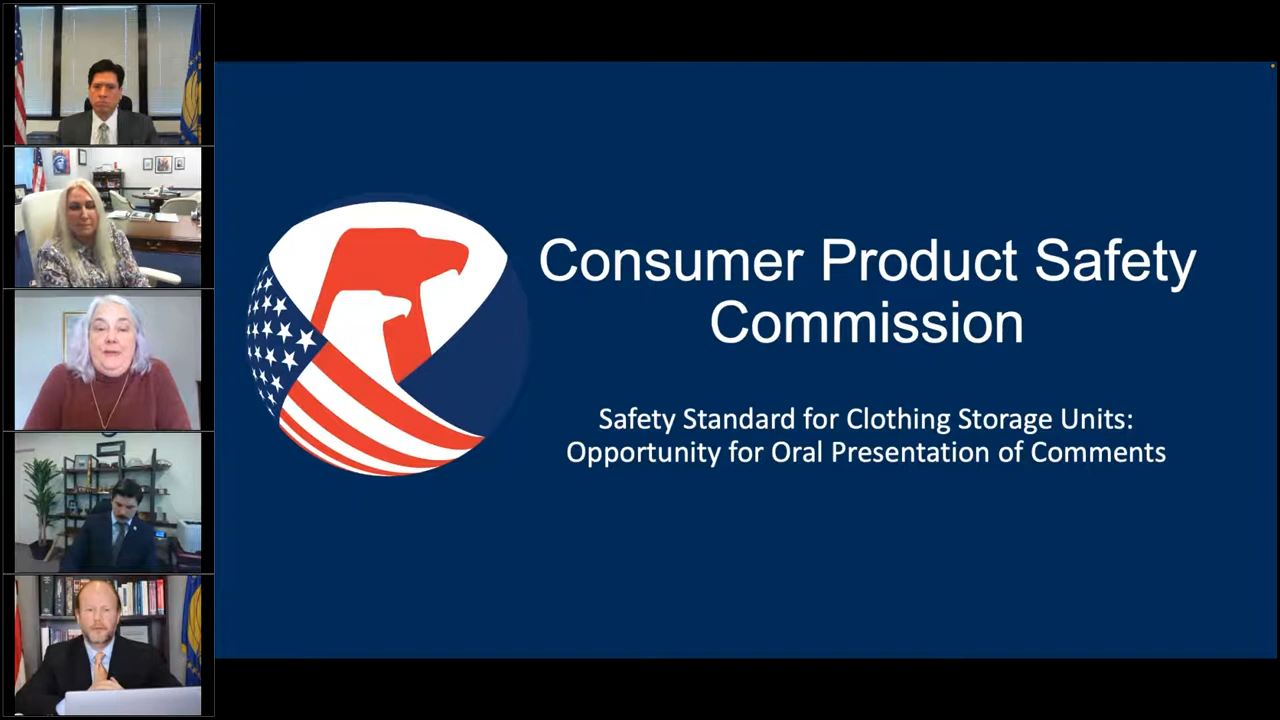 Consumer Product Safety
Commission
Safety Standard for Clothing Storage Units:
Opportunity for Oral Presentation of Comments